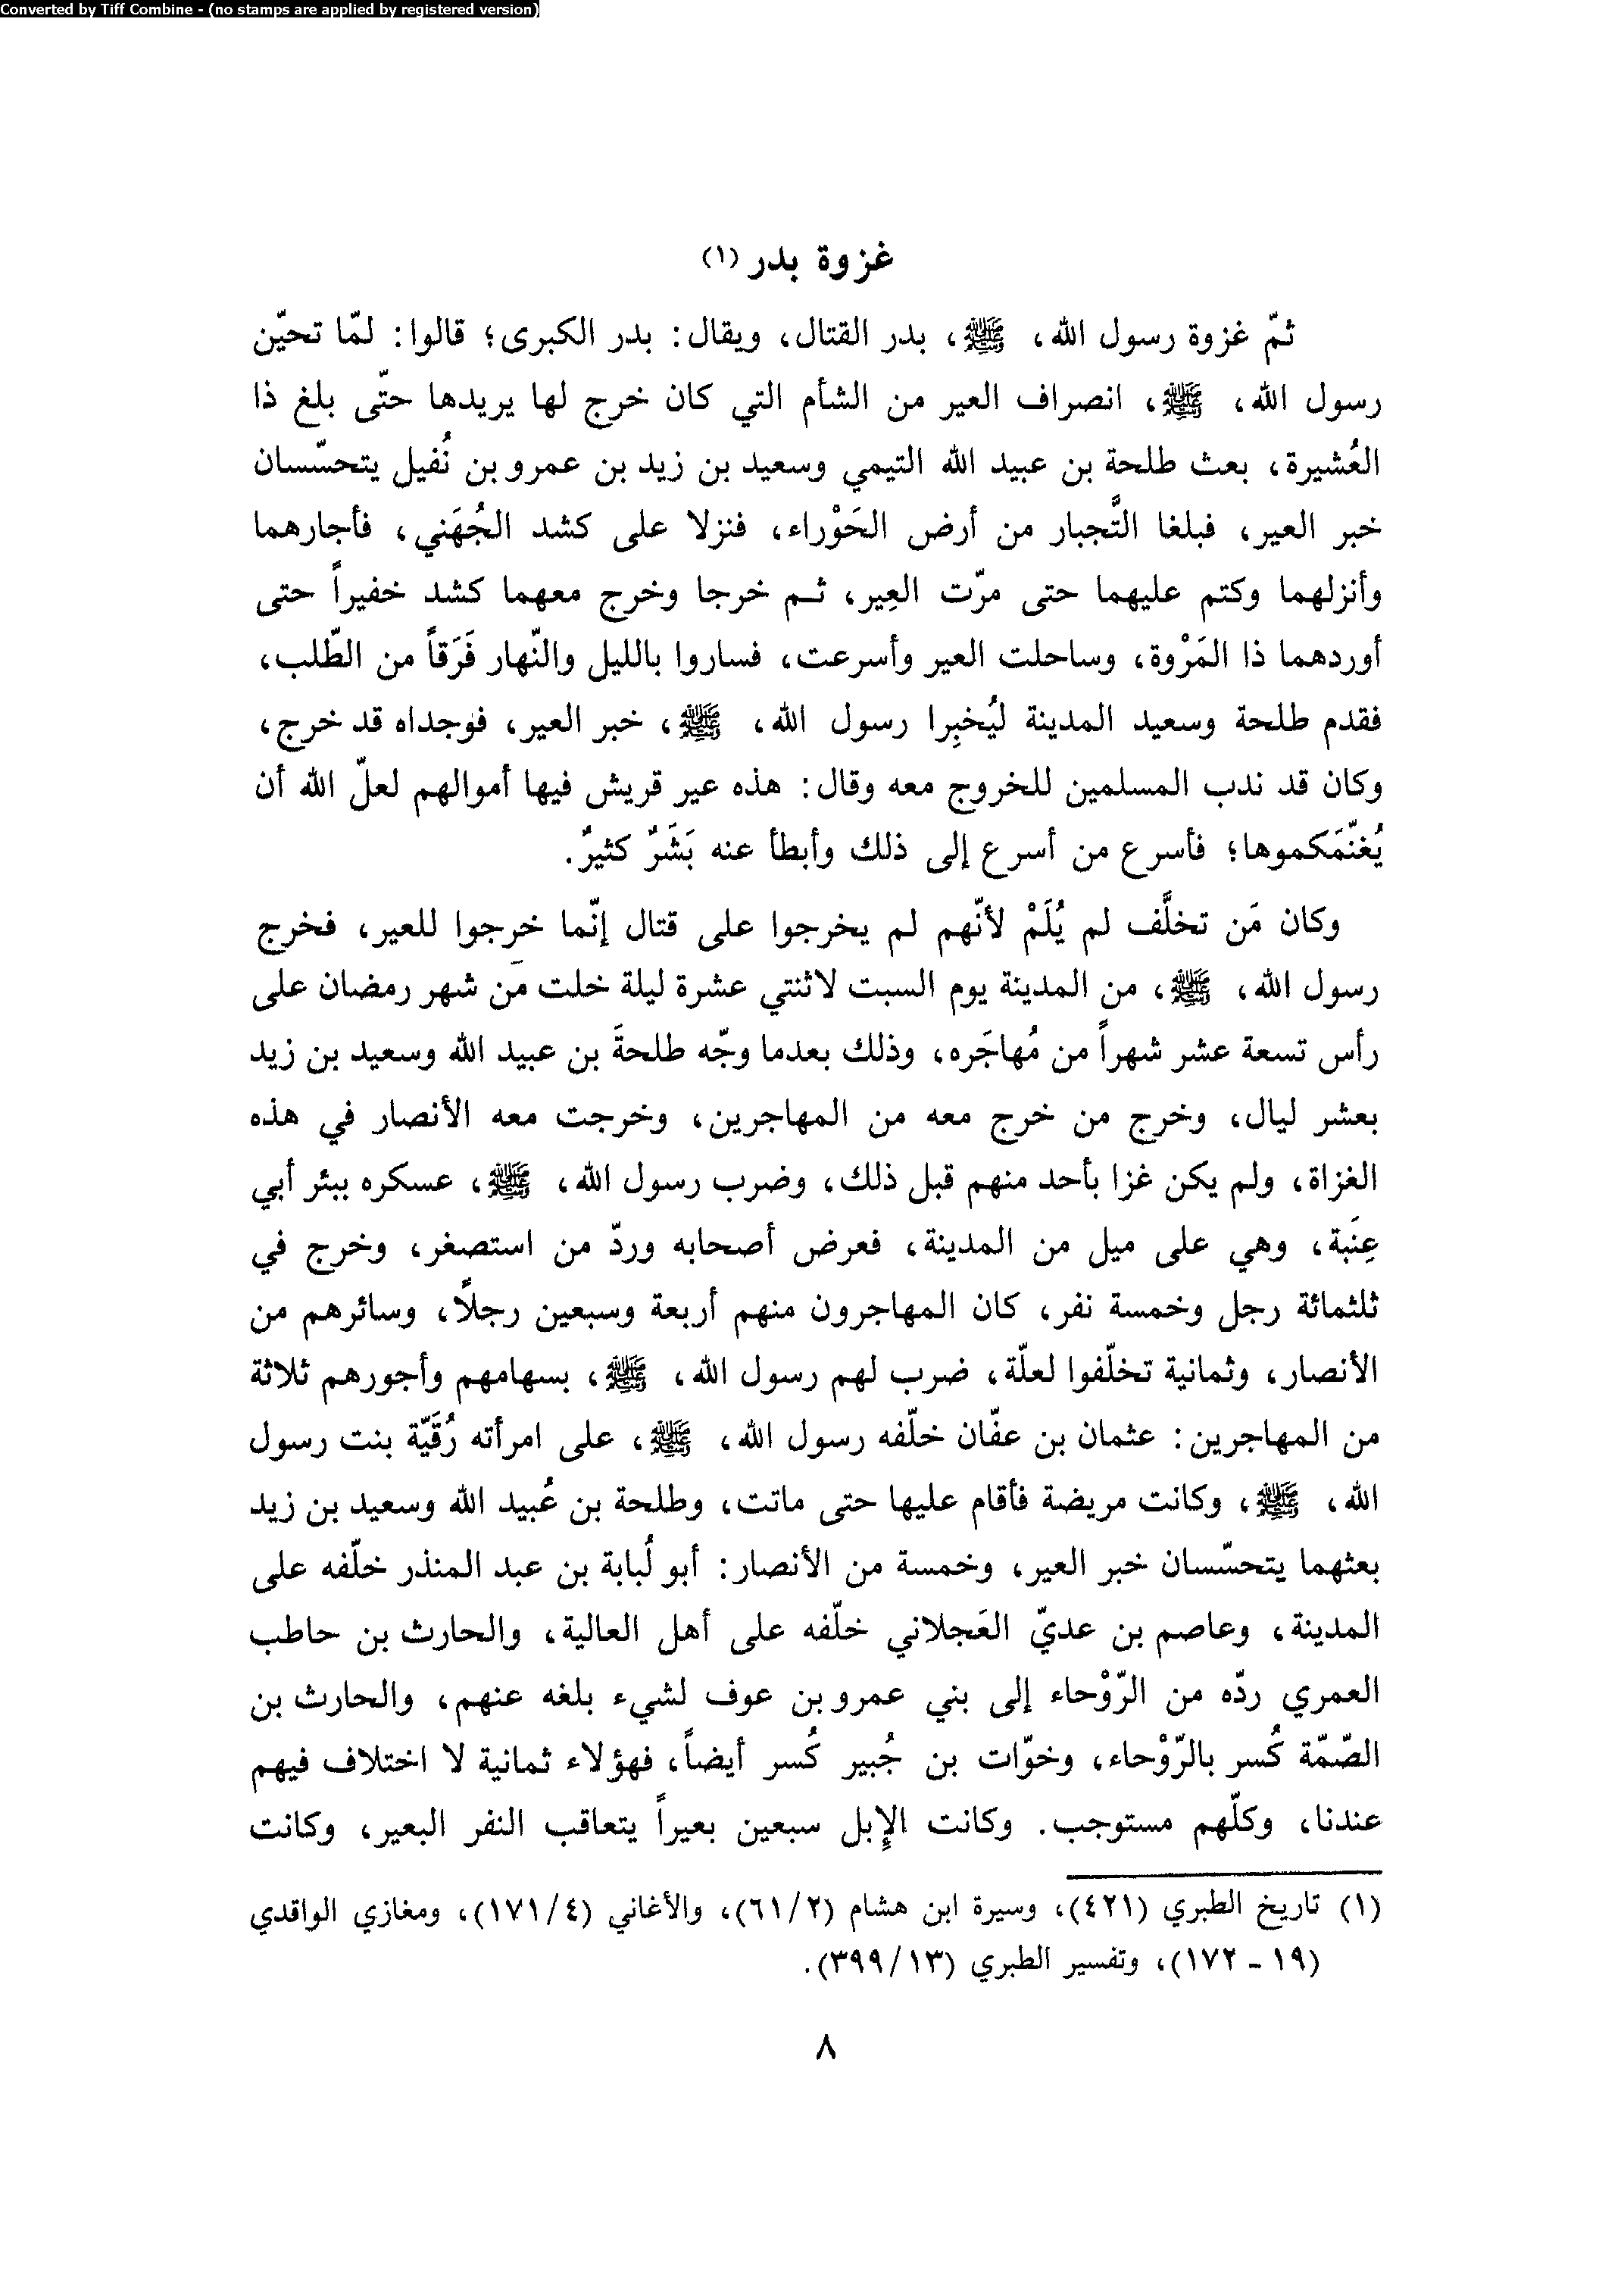 Converted by Tiff Combine - (no stamps are applied by registered version)
غزوة بدر (١)
ثمّ غزوة رسول الله، ﷺ، بدر القتال، ويقال: بدر الكبرى؛ قالوا: لمّا تحيّن
رسول الله، ﷺ، انصراف العير من الشأم التي كان خرج لها يريدها حتّى بلغ ذا
العُشيرة، بعث طلحة بن عبيد الله التيمي وسعيد بن زيد بن عمرو بن نُفيل يتحسّسان
خبر العير، فبلغا التَّجبار من أرض الحَوْراء، فنزلا على كشد الجُهَني، فأجارهما
وأنزلهما وكتم عليهما حتى مرّت العِير، ثم خرجا وخرج معهما كشد خفيراً حتى
أوردهما ذا المَرْوة، وساحلت العير وأسرعت، فساروا بالليل والنّهار فَرَقاً من الطّلب،
فقدم طلحة وسعيد المدينة ليُخبِرا رسول الله، ﷺ، خبر العير، فوجداه قد خرج،
وكان قد ندب المسلمين للخروج معه وقال: هذه عير قريش فيها أموالهم لعلّ الله أن
يُغنّمَكموها؛ فأسرع من أسرع إلى ذلك وأبطأ عنه بَشَرٌ كثيرٌ.
وكان مَن تخلَّف لم يُلَمْ لأنّهم لم يخرجوا على قتال إنّما خرجوا للعير، فخرج
رسول الله، ﷺ، من المدينة يوم السبت لاثنتي عشرة ليلة خلت من شهر رمضان على
رأس تسعة عشر شهراً من مُهاجَره، وذلك بعدما وجّه طلحةَ بن عبيد الله وسعيد بن زيد
بعشر ليال، وخرج من خرج معه من المهاجرين، وخرجت معه الأنصار في هذه
الغزاة، ولم يكن غزا بأحد منهم قبل ذلك، وضرب رسول الله، ﷺ، عسكره ببئر أبي
عِنَبة، وهي على ميل من المدينة، فعرض أصحابه وردّ من استصغر، وخرج في
ثلثمائة رجل وخمسة نفر، كان المهاجرون منهم أربعة وسبعين رجلاً، وسائرهم من
الأنصار، وثمانية تخلّفوا لعلّة، ضرب لهم رسول الله، ﷺ، بسهامهم وأجورهم ثلاثة
من المهاجرين: عثمان بن عفّان خلّفه رسول الله، ﷺ، على امرأته رُقَيّة بنت رسول
الله، ﷺ، وكانت مريضة فأقام عليها حتى ماتت، وطلحة بن عُبيد الله وسعيد بن زيد
بعثهما يتحسّسان خبر العير، وخمسة من الأنصار: أبو لُبابة بن عبد المنذر خلّفه على
المدينة، وعاصم بن عديّ العَجلاني خلّفه على أهل العالية، والحارث بن حاطب
العمري ردّه من الرّوْحاء إلى بني عمرو بن عوف لشيء بلغه عنهم، والحارث بن
الصّمّة كُسر بالرّوْحاء، وخوّات بن جُبير كُسر أيضاً، فهؤلاء ثمانية لا اختلاف فيهم
عندنا، وكلّهم مستوجب. وكانت الإبل سبعين بعيراً يتعاقب النفر البعير، وكانت
(١) تاريخ الطبري (٤٢١)، وسيرة ابن هشام (٦١/٢)، والأغاني (١٧١/٤)، ومغازي الواقدي
(١٩ - ١٧٢)، وتفسير الطبري (٣٩٩/١٣).
٨